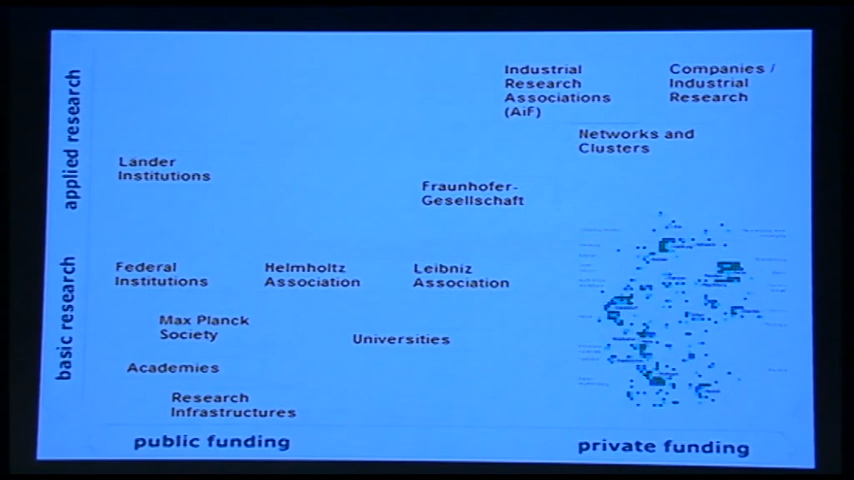 applied research
basic research
Industrial
Research
Associations
(AiF)
Companies /
Industrial
Research
Networks and
Clusters
Länder
Institutions
Fraunhofer-
Gesellschaft
Federal
Institutions
Helmholtz
Association
Leibniz
Association
Max Planck
Society
Universities
Academies
Research
Infrastructures
public funding
private funding